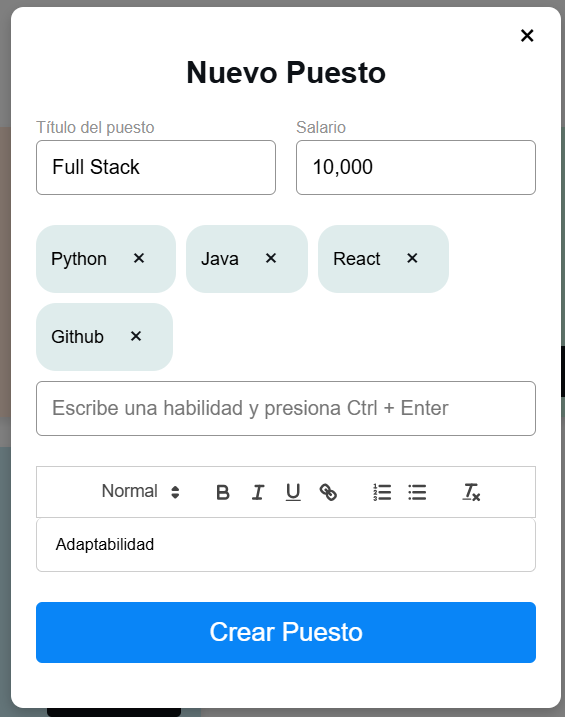 Nuevo Puesto
Título del puesto Salario
Full Stack 10,000
Python × Java × React ×
Github ×
Escribe una habilidad y presiona Ctrl + Enter
Normal B I U
Adaptabilidad
Crear Puesto